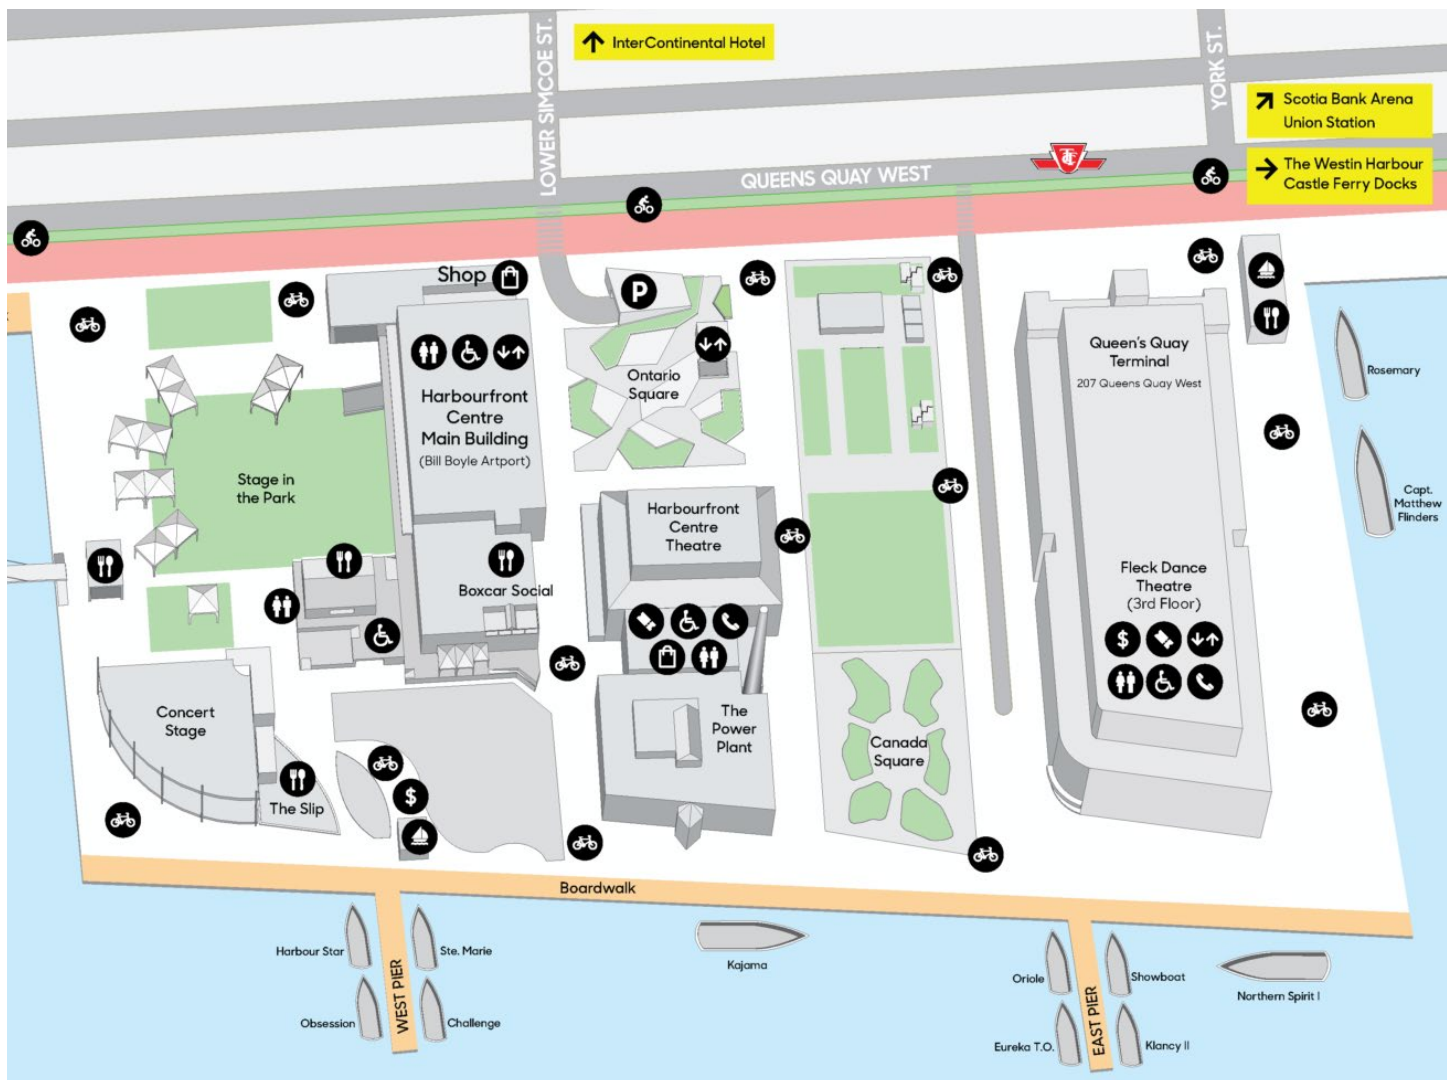 LOWER SIMCOE ST.
InterContinental Hotel
YORK ST.
Scotia Bank Arena
Union Station
QUEENS QUAY WEST
The Westin Harbour
Castle Ferry Docks
Shop
P
Ontario
Square
Harbourfront
Centre
Main Building
(Bill Boyle Artport)
Queen's Quay
Terminal
207 Queens Quay West
Rosemary
Stage in
the Park
Capt.
Matthew
Flinders
Harbourfront
Centre
Theatre
Boxcar Social
Fleck Dance
Theatre
(3rd Floor)
$
Concert
Stage
The
Power
Plant
Canada
Square
The Slip
$
Boardwalk
Harbour Star
Ste. Marie
Kajama
Oriole
Showboat
Northern Spirit I
Obsession
WEST PIER
Challenge
Eureka T.O.
EAST PIER
Klancy II